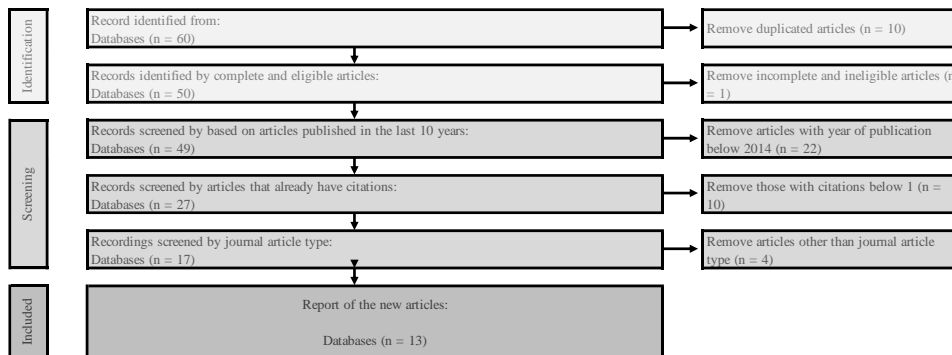 Identification
Record identified from:
Databases (n = 60)
Remove duplicated articles (n = 10)
Records identified by complete and eligible articles:
Databases (n = 50)
Remove incomplete and ineligible articles (n
= 1)
Screening
Records screened by based on articles published in the last 10 years:
Databases (n = 49)
Remove articles with year of publication
below 2014 (n = 22)
Records screened by articles that already have citations:
Databases (n = 27)
Remove those with citations below 1 (n =
10)
Recordings screened by journal article type:
Databases (n = 17)
Remove articles other than journal article
type (n = 4)
Included
Report of the new articles:
Databases (n = 13)